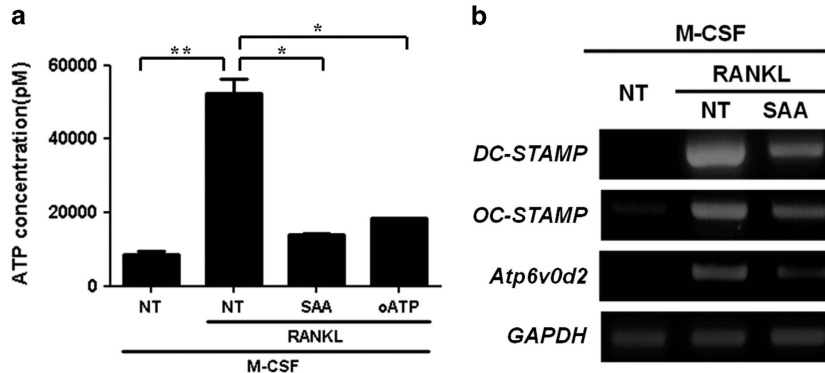 a
ATP concentration(pM)
60000
40000
20000
0
**
*
*
NT
NT
SAA
oATP
RANKL
M-CSF
b
M-CSF
RANKL
NT
NT
SAA
DC-STAMP
OC-STAMP
Atp6v0d2
GAPDH